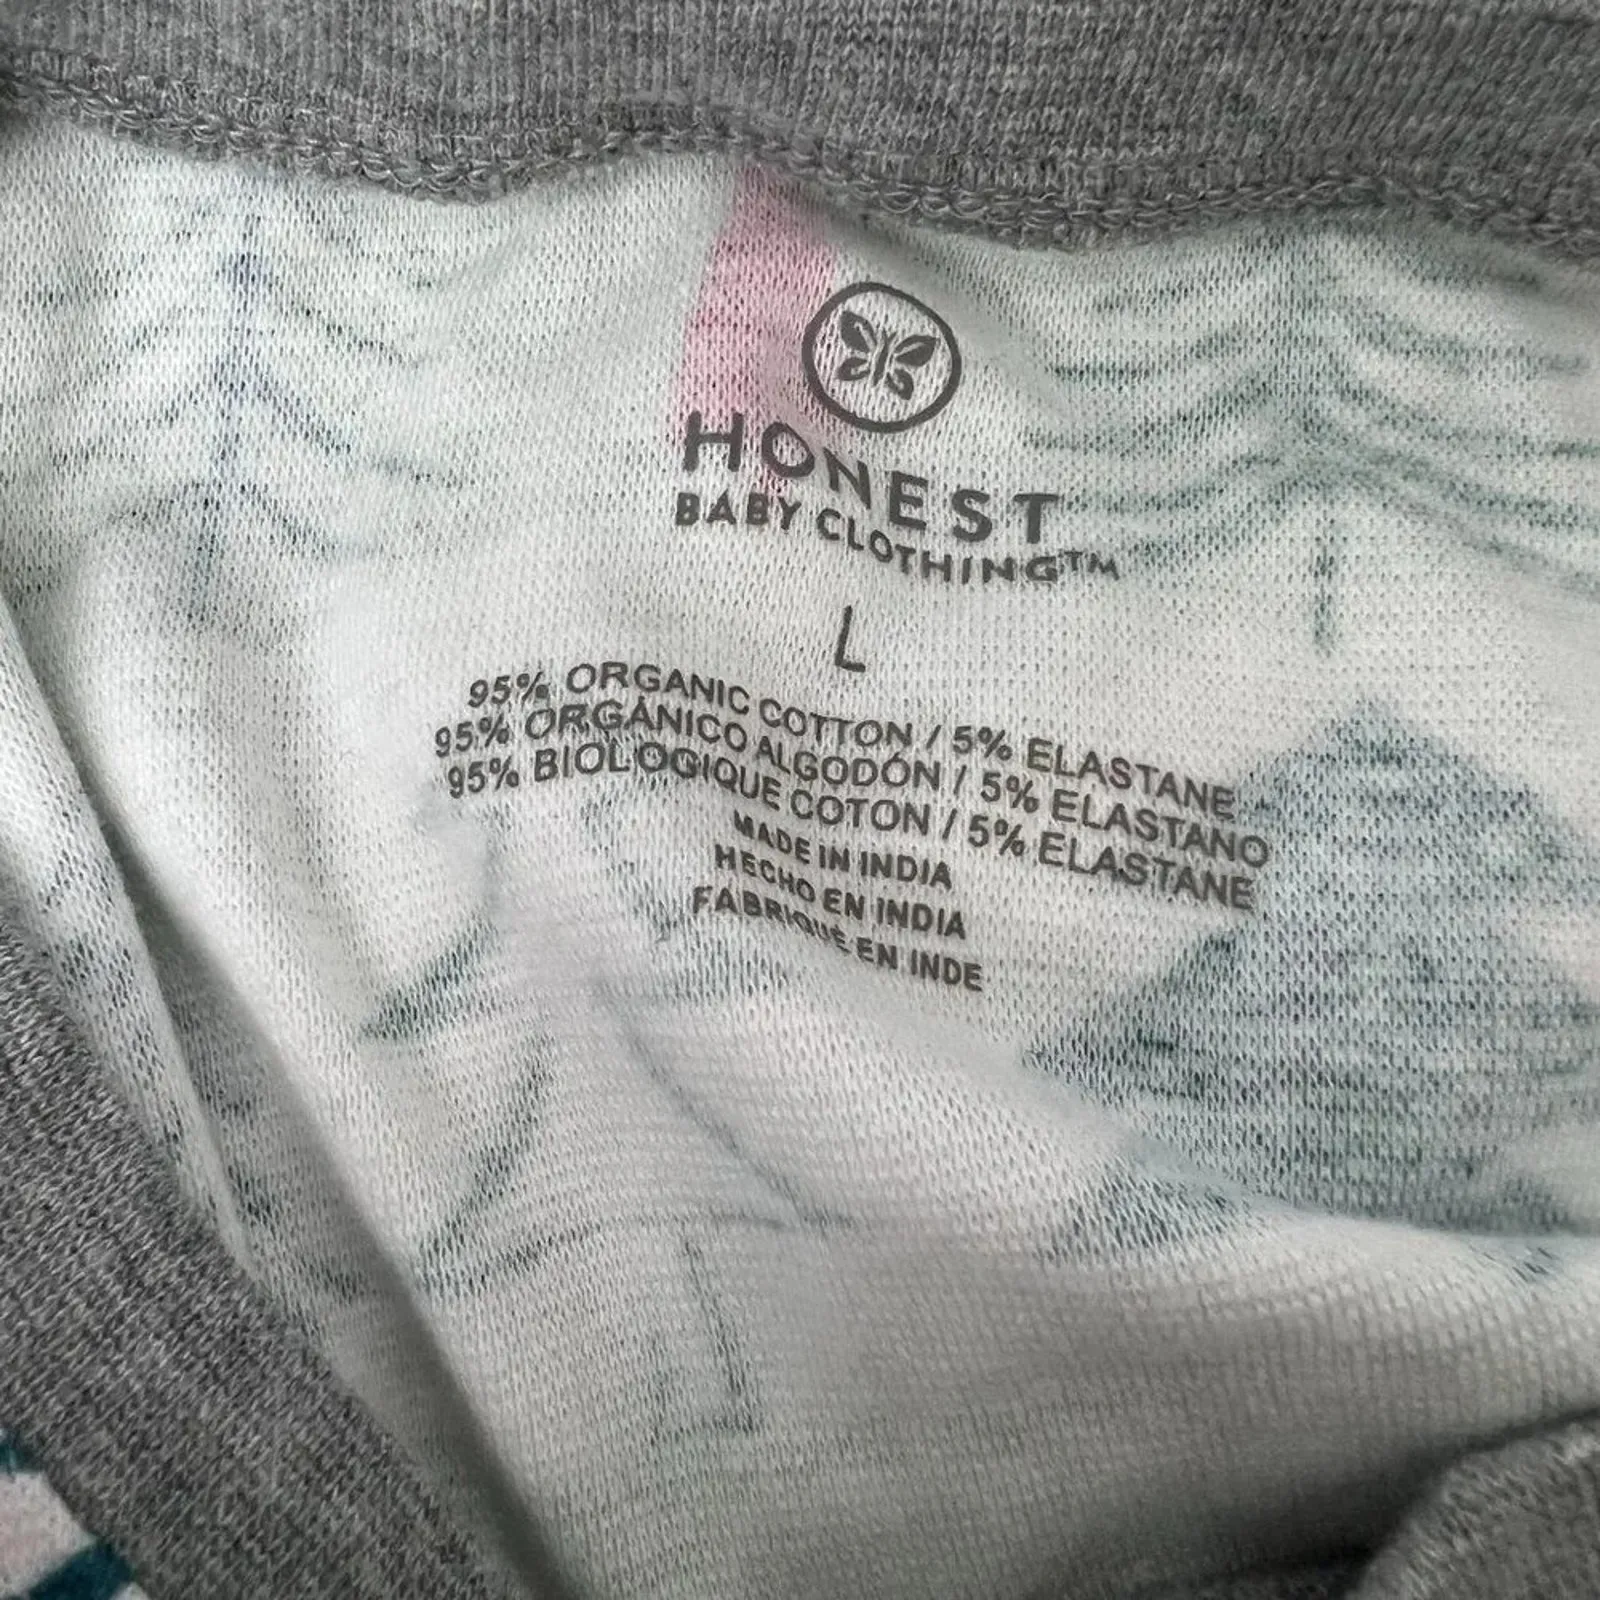 HONEST
BABY CLOTHING™
L
95% ORGANIC COTTON / 5% ELASTANE
95% ORGÁNICO ALGODÓN / 5% ELASTANO
95% BIOLOGIQUE COTON / 5% ELASTANE
MADE IN INDIA
HECHO EN INDIA
FABRIQUÉ EN INDE